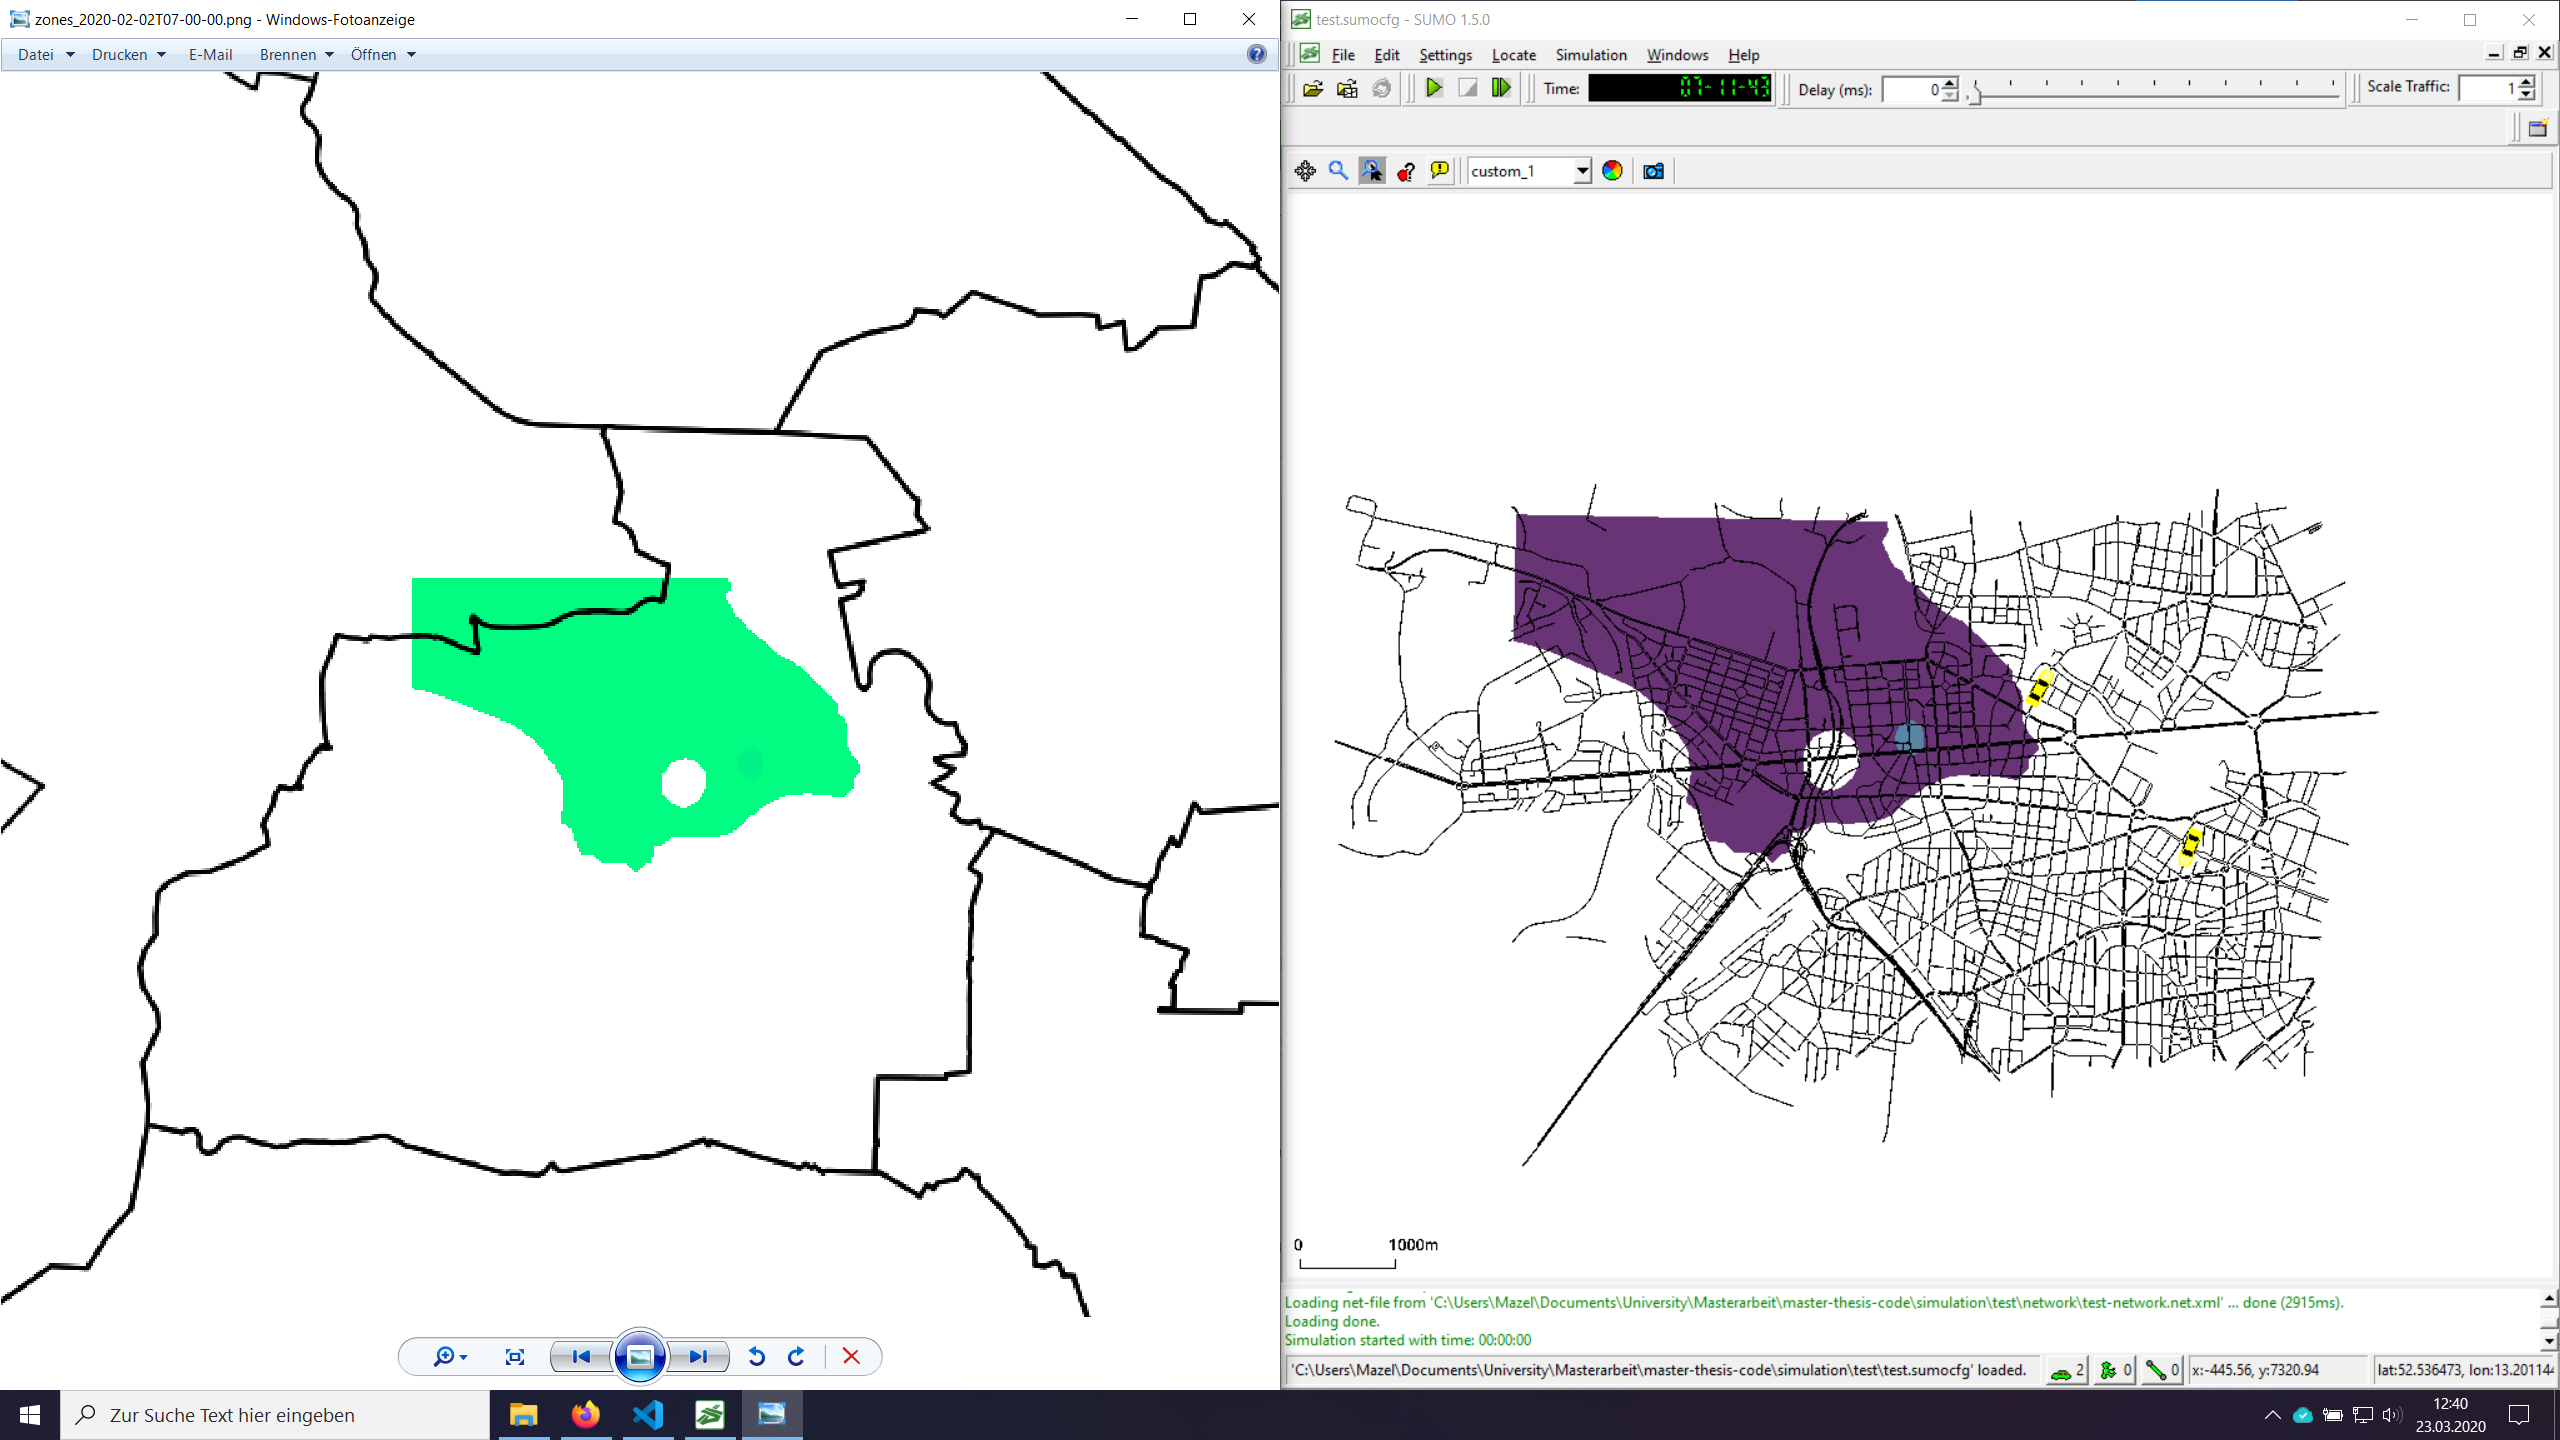 zones_2020-02-02T07-00-00.png - Windows-Fotoanzeige
Datei Drucken E-Mail Brennen Öffnen
test.sumocfg - SUMO 1.5.0
File Edit Settings Locate Simulation Windows Help
Time: 07-11-43 Delay (ms): 0 Scale Traffic: 1
custom_1
0 1000m
Loading net-file from 'C:\Users\Mazel\Documents\University\Masterarbeit\master-thesis-code\simulation\test\network\test-network.net.xml' ... done (2915ms).
Loading done.
Simulation started with time: 00:00:00
'C:\Users\Mazel\Documents\University\Masterarbeit\master-thesis-code\simulation\test\test.sumocfg' loaded. 2 0 0 x:-445.56, y:7320.94 lat:52.536473, lon:13.201144
Zur Suche Text hier eingeben
12:40
23.03.2020